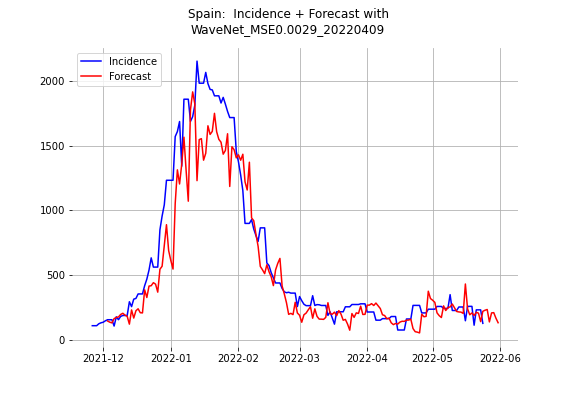 Spain:  Incidence + Forecast with
WaveNet_MSE0.0029_20220409
Incidence
Forecast
2000
1500
1000
500
0
2021-12 2022-01 2022-02 2022-03 2022-04 2022-05 2022-06